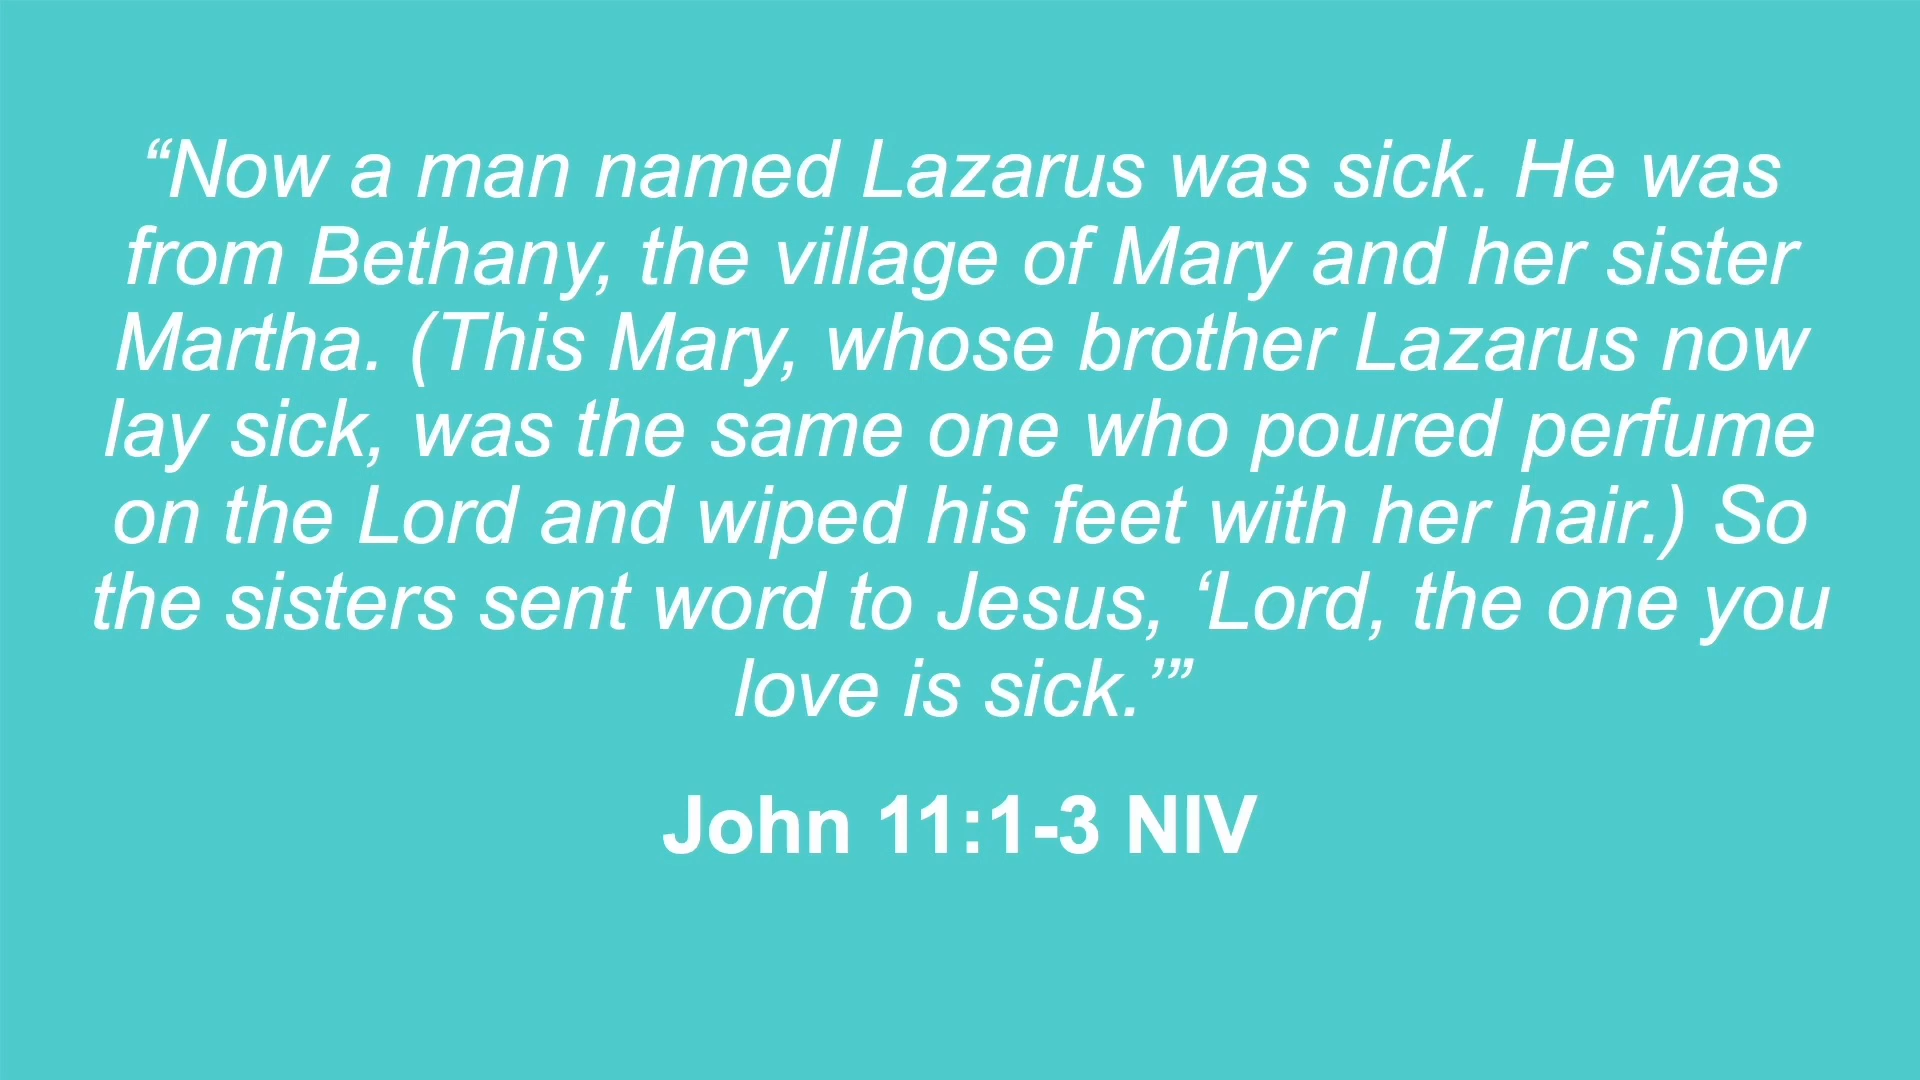 “Now a man named Lazarus was sick. He was
from Bethany, the village of Mary and her sister
Martha. (This Mary, whose brother Lazarus now
lay sick, was the same one who poured perfume
on the Lord and wiped his feet with her hair.) So
the sisters sent word to Jesus, ‘Lord, the one you
love is sick.’”
John 11:1-3 NIV